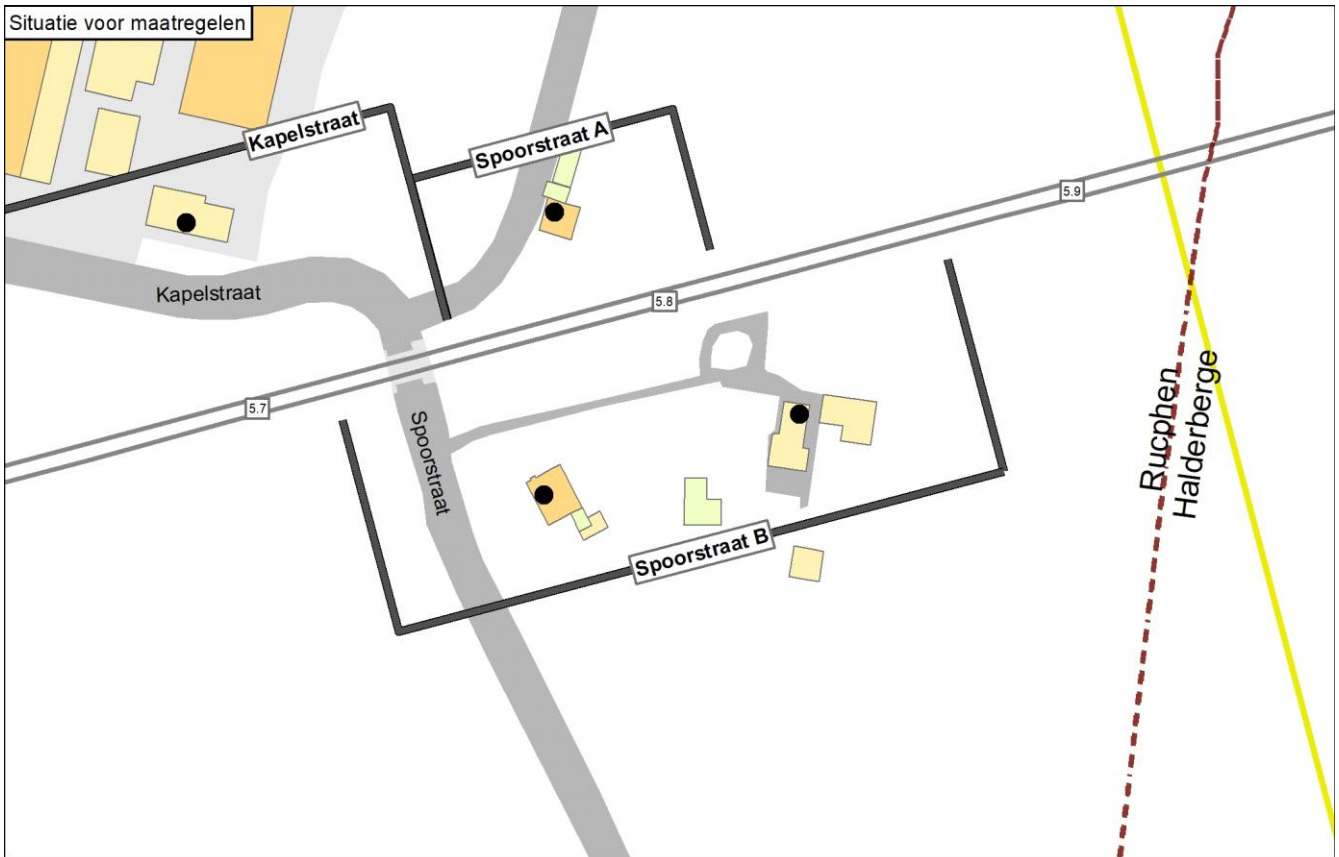 Situatie voor maatregelen
Kapelstraat
Spoorstraat A
5.9
Kapelstraat
5.8
5.7
Spoorstraat
Rucphen
Halderberge
Spoorstraat B